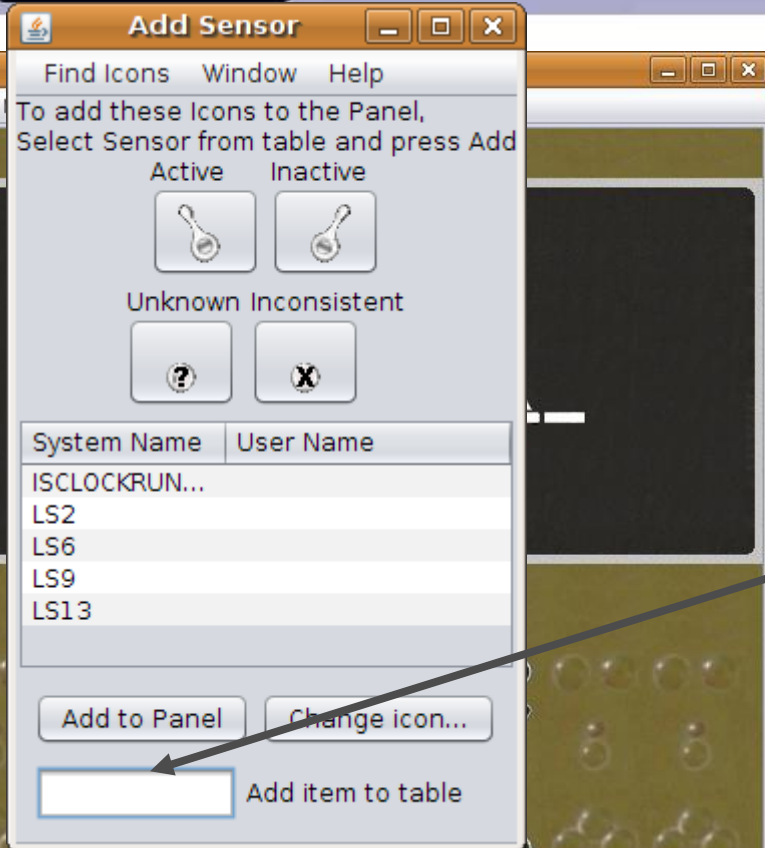 Add Sensor
Find Icons Window Help
To add these Icons to the Panel,
Select Sensor from table and press Add
Active Inactive
Unknown Inconsistent
? X
System Name User Name
ISCLOCKRUN...
LS2
LS6
LS9
LS13
Add to Panel Change icon...
Add item to table